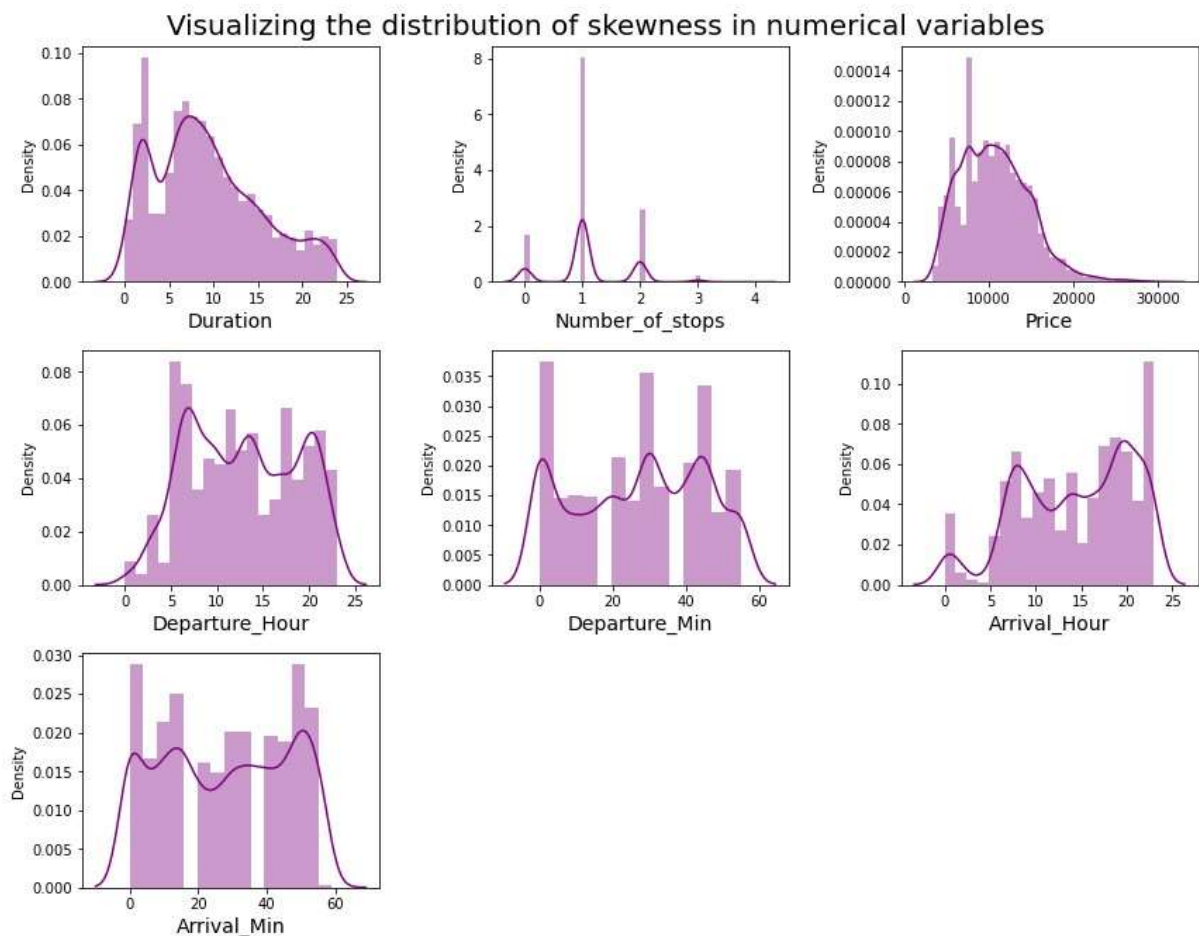 Visualizing the distribution of skewness in numerical variables
0.10
0.08
0.06
0.04
0.02
0.00
Density
0 5 10 15 20 25
Duration
8
6
4
2
0
Density
0 1 2 3 4
Number_of_stops
0.00014
0.00012
0.00010
0.00008
0.00006
0.00004
0.00002
0.00000
Density
0 10000 20000 30000
Price
0.08
0.06
0.04
0.02
0.00
Density
0 5 10 15 20 25
Departure_Hour
0.035
0.030
0.025
0.020
0.015
0.010
0.005
0.000
Density
0 20 40 60
Departure_Min
0.10
0.08
0.06
0.04
0.02
0.00
Density
0 5 10 15 20 25
Arrival_Hour
0.030
0.025
0.020
0.015
0.010
0.005
0.000
Density
0 20 40 60
Arrival_Min